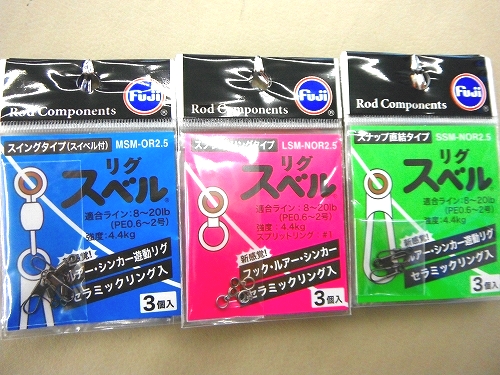 Rod Components
Fuji
®
スイングタイプ(スイベル付)
MSM-OR2.5
リグ
スベル
適合ライン:8〜20lb
(PE0.6〜2号)
強度:4.4kg
新感覚!
ルアー・シンカー遊動リグ
セラミックリング入
3個入
Rod Components
Fuji
®
LSM-NOR2.5
リグ
スベル
適合ライン:8〜20lb
(PE0.6〜2号)
強度:4.4kg
スプリットリング #1
新感覚!
フック・ルアー・シンカー
セラミックリング入
3個入
Rod Components
Fuji
スナップ直結タイプ
SSM-NOR2.5
リグ
スベル
適合ライン:8〜20lb
(PE0.6〜2号)
強度:4.4kg
新感覚!
ルアー・シンカー遊動リグ
セラミックリング入
3個入